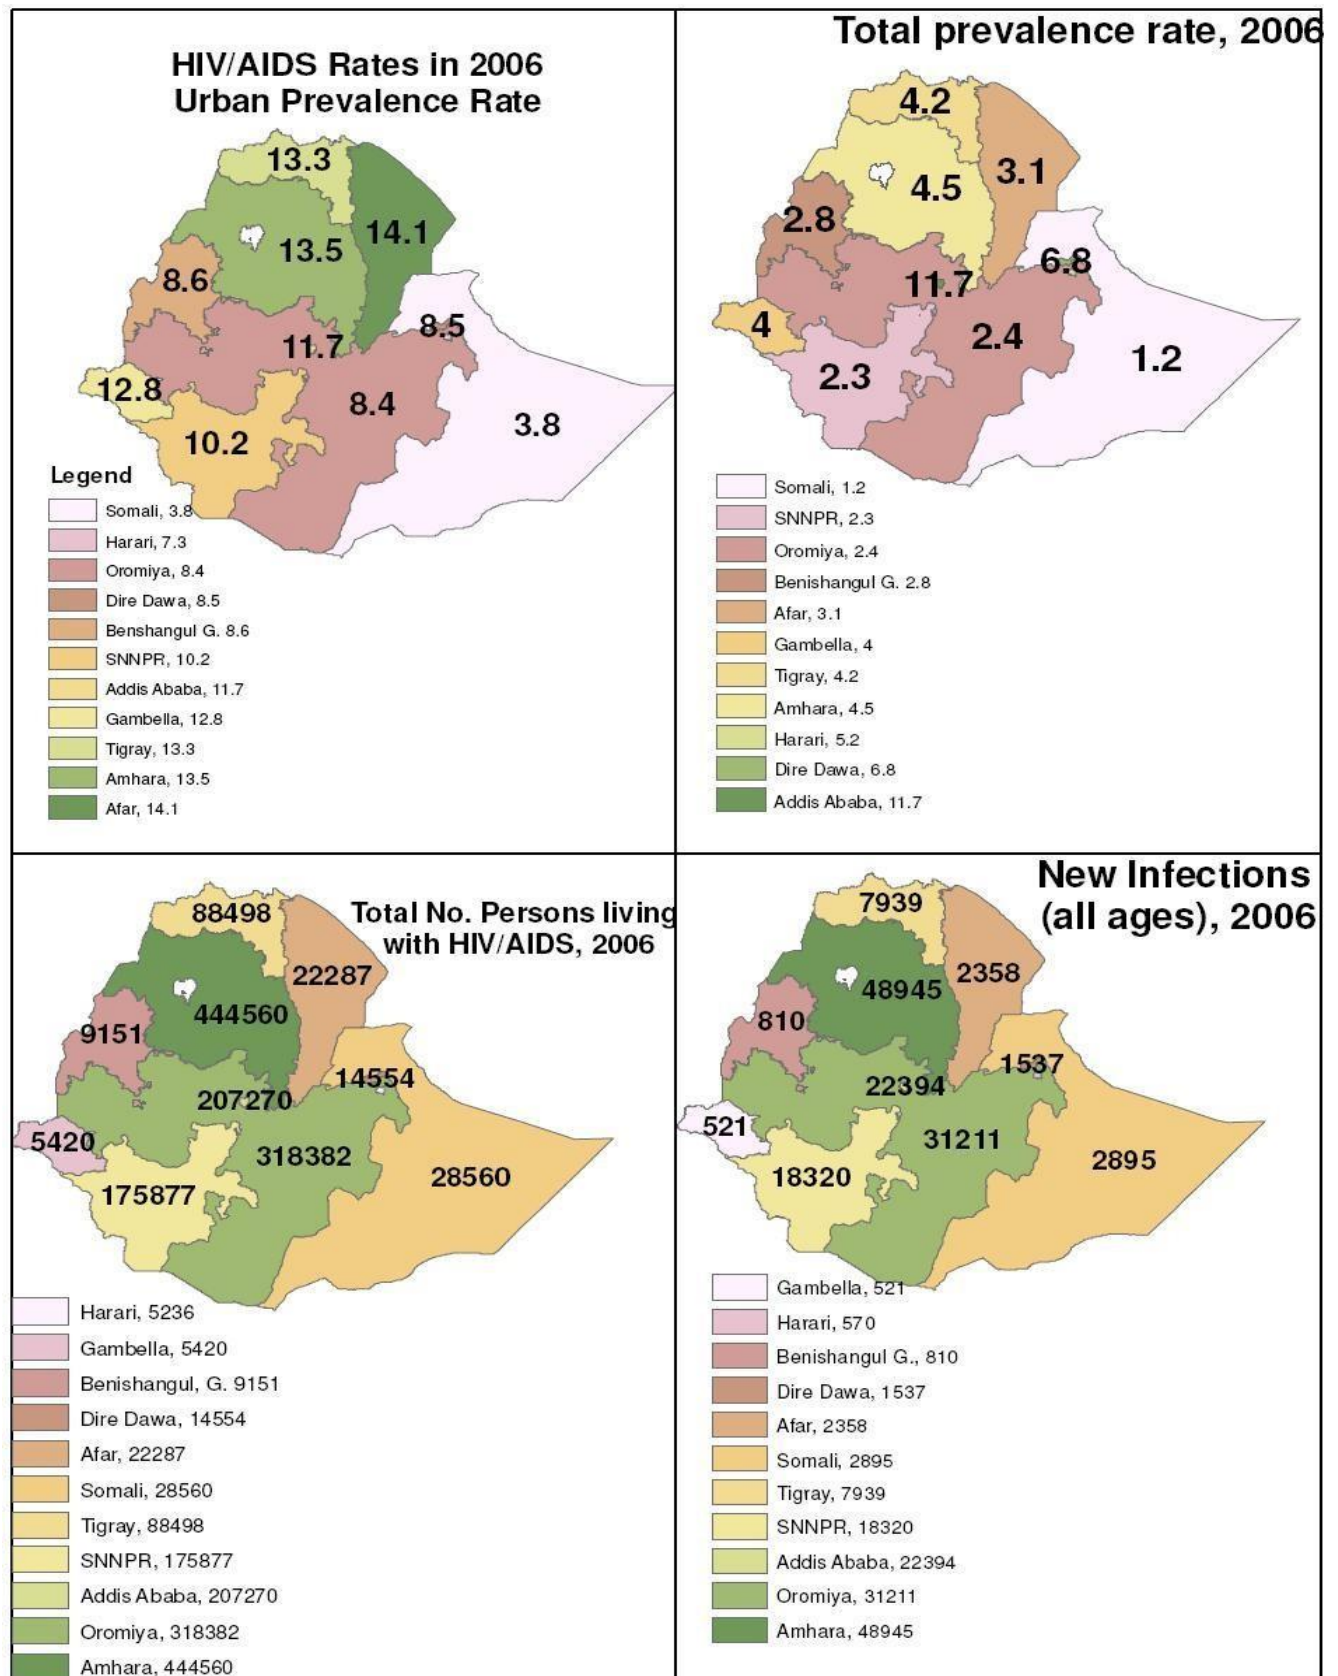 HIV/AIDS Rates in 2006
Urban Prevalence Rate
13.3
14.1
13.5
8.6
8.5
11.7
12.8
8.4
3.8
10.2
Legend
Somali, 3.8
Harari, 7.3
Oromiya, 8.4
Dire Dawa, 8.5
Benshangul G. 8.6
SNNPR, 10.2
Addis Ababa, 11.7
Gambella, 12.8
Tigray, 13.3
Amhara, 13.5
Afar, 14.1
Total prevalence rate, 2006
4.2
3.1
4.5
2.8
6.8
11.7
4
2.4
1.2
2.3
Somali, 1.2
SNNPR, 2.3
Oromiya, 2.4
Benishangul G. 2.8
Afar, 3.1
Gambella, 4
Tigray, 4.2
Amhara, 4.5
Harari, 5.2
Dire Dawa, 6.8
Addis Ababa, 11.7
Total No. Persons living
with HIV/AIDS, 2006
88498
22287
444560
9151
14554
207270
5420
318382
28560
175877
Harari, 5236
Gambella, 5420
Benishangul, G. 9151
Dire Dawa, 14554
Afar, 22287
Somali, 28560
Tigray, 88498
SNNPR, 175877
Addis Ababa, 207270
Oromiya, 318382
Amhara, 444560
New Infections
(all ages), 2006
7939
2358
48945
810
1537
22394
521
31211
2895
18320
Gambella, 521
Harari, 570
Benishangul G., 810
Dire Dawa, 1537
Afar, 2358
Somali, 2895
Tigray, 7939
SNNPR, 18320
Addis Ababa, 22394
Oromiya, 31211
Amhara, 48945